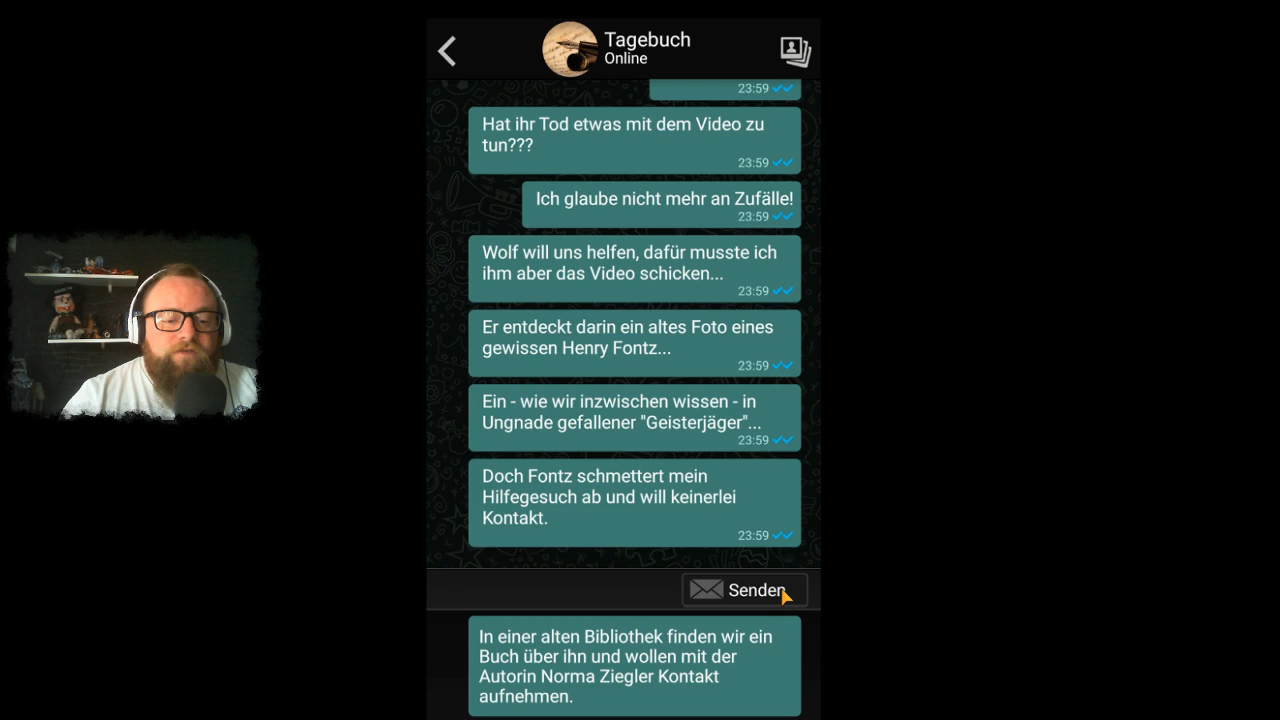 Tagebuch
Online
23:59
Hat ihr Tod etwas mit dem Video zu
tun???
23:59
Ich glaube nicht mehr an Zufälle!
23:59
Wolf will uns helfen, dafür musste ich
ihm aber das Video schicken...
23:59
Er entdeckt darin ein altes Foto eines
gewissen Henry Fontz...
23:59
Ein - wie wir inzwischen wissen - in
Ungnade gefallener "Geisterjäger"...
23:59
Doch Fontz schmettert mein
Hilfegesuch ab und will keinerlei
Kontakt.
23:59
Senden
In einer alten Bibliothek finden wir ein
Buch über ihn und wollen mit der
Autorin Norma Ziegler Kontakt
aufnehmen.